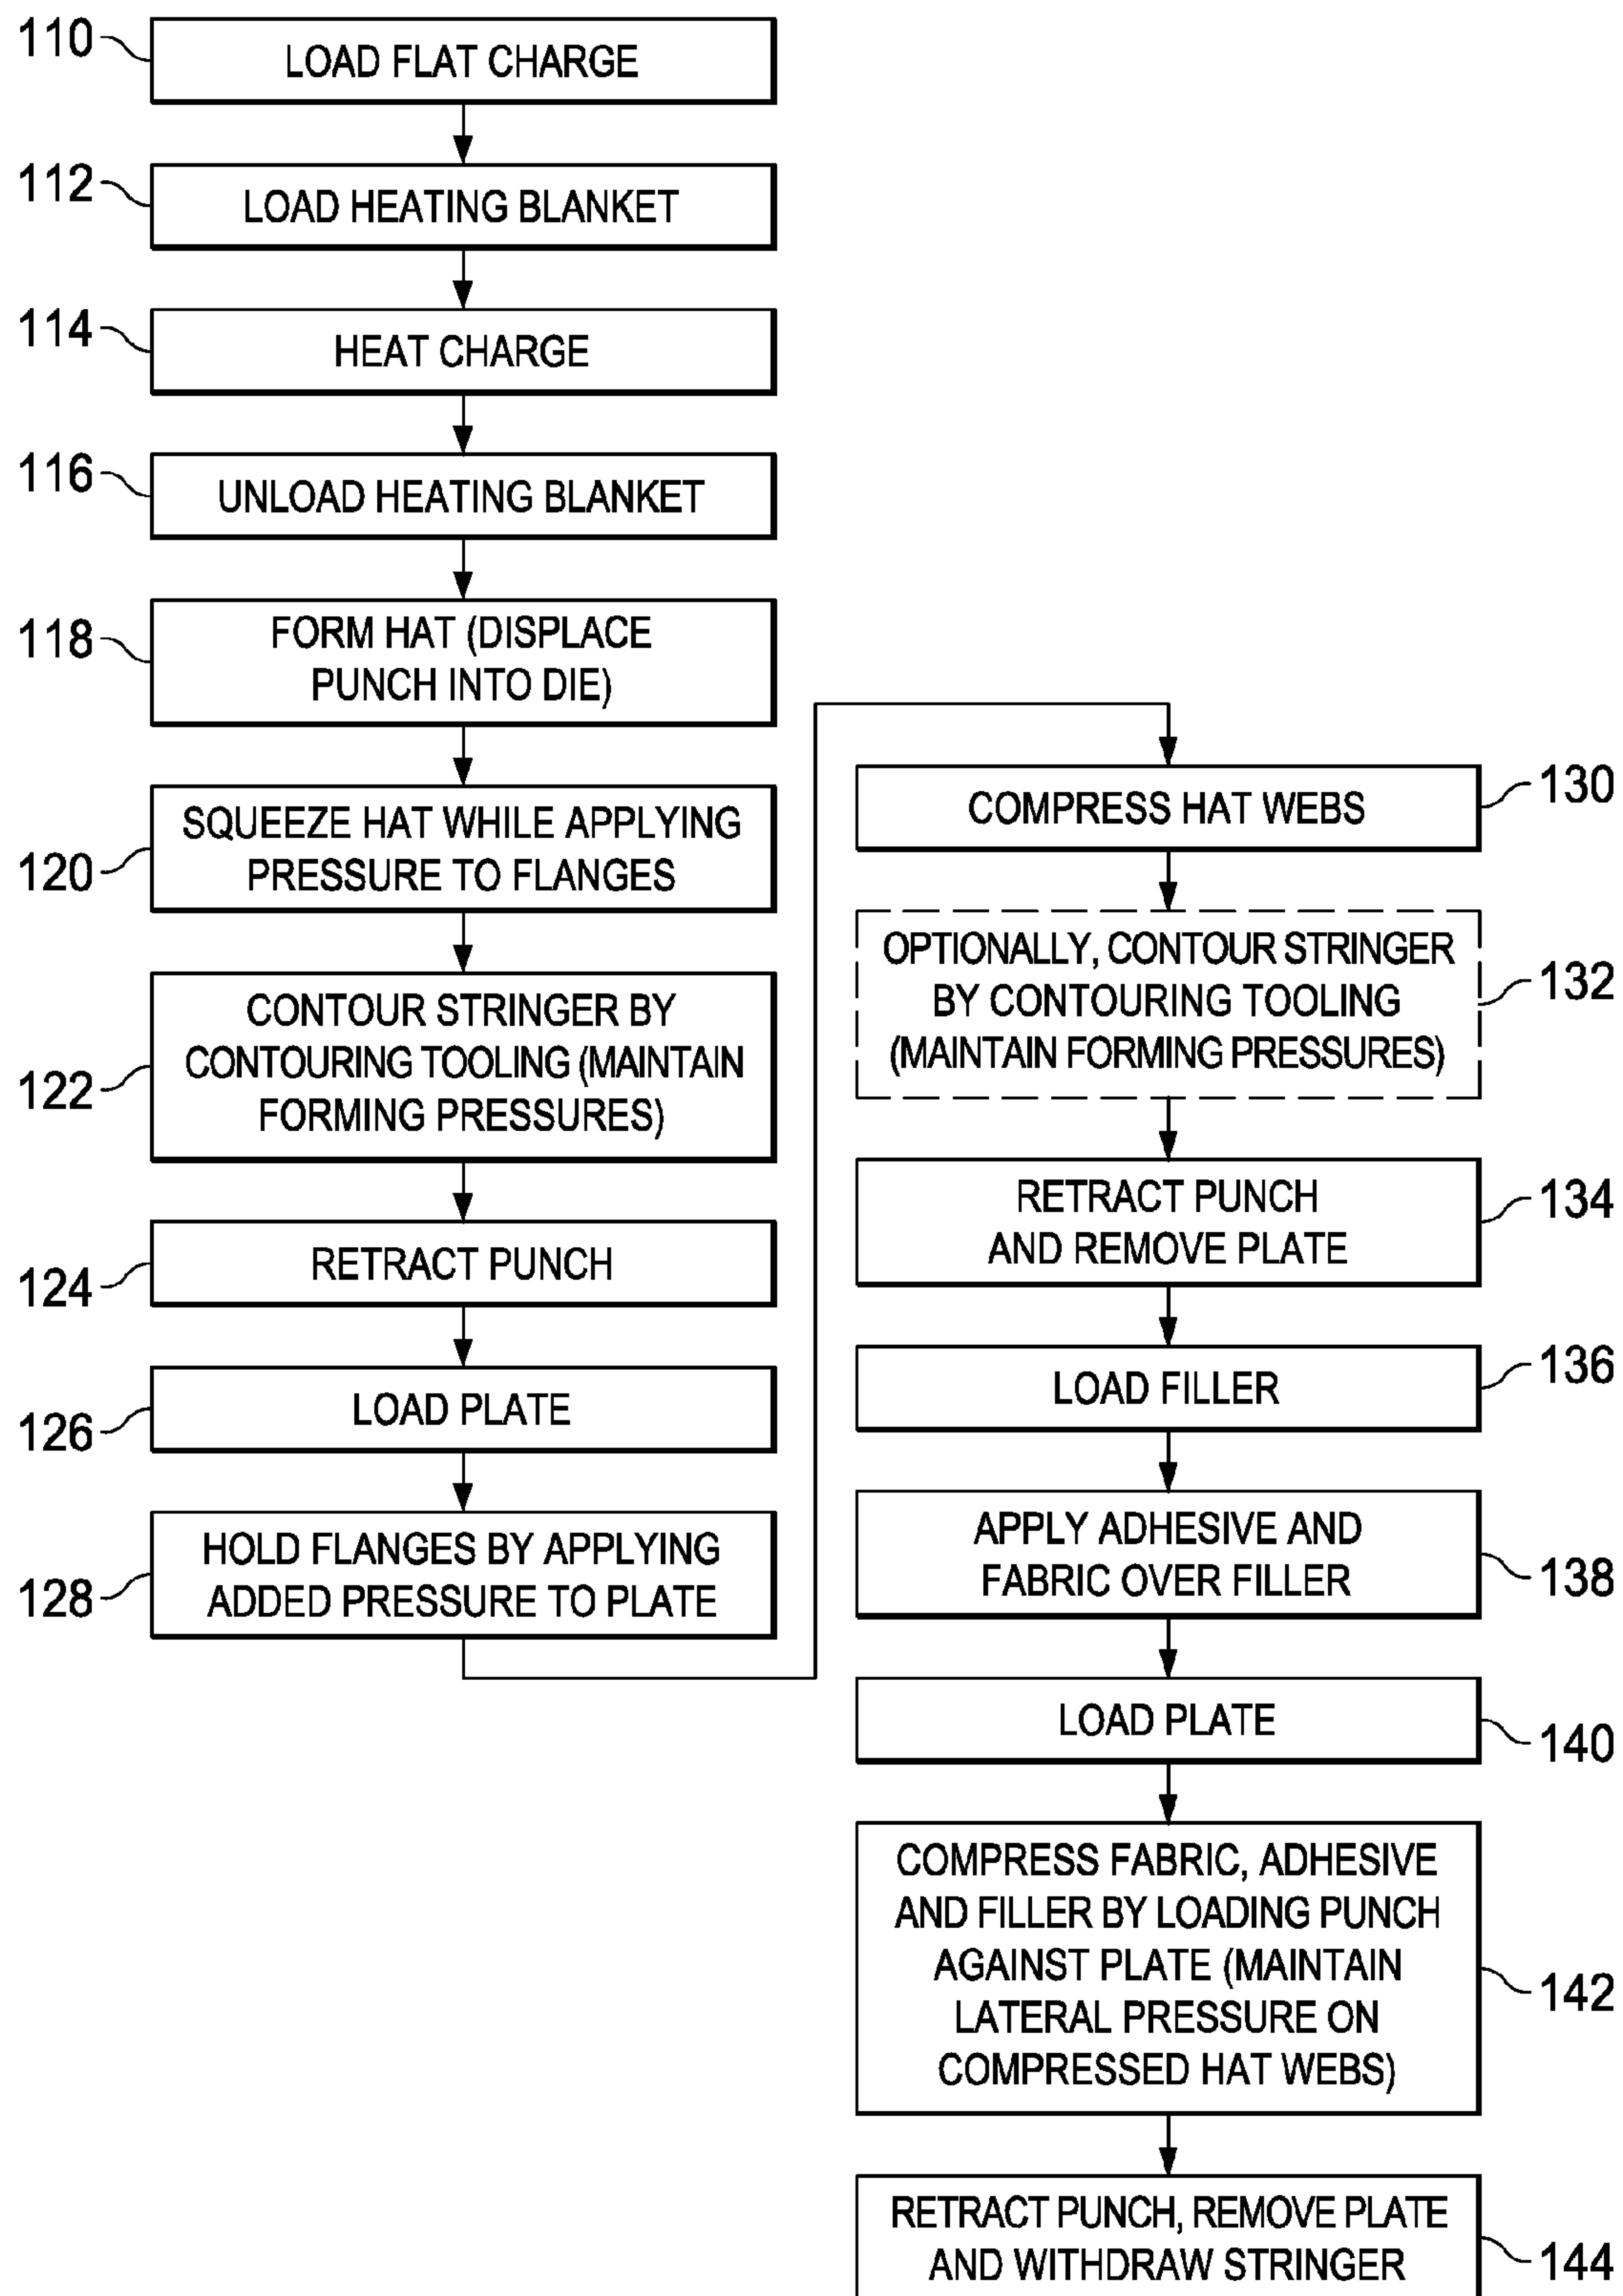 110
LOAD FLAT CHARGE
112
LOAD HEATING BLANKET
114
HEAT CHARGE
116
UNLOAD HEATING BLANKET
118
FORM HAT (DISPLACE
PUNCH INTO DIE)
120
SQUEEZE HAT WHILE APPLYING
PRESSURE TO FLANGES
122
CONTOUR STRINGER BY
CONTOURING TOOLING (MAINTAIN
FORMING PRESSURES)
124
RETRACT PUNCH
126
LOAD PLATE
128
HOLD FLANGES BY APPLYING
ADDED PRESSURE TO PLATE
130
COMPRESS HAT WEBS
132
OPTIONALLY, CONTOUR STRINGER
BY CONTOURING TOOLING
(MAINTAIN FORMING PRESSURES)
134
RETRACT PUNCH
AND REMOVE PLATE
136
LOAD FILLER
138
APPLY ADHESIVE AND
FABRIC OVER FILLER
140
LOAD PLATE
142
COMPRESS FABRIC, ADHESIVE
AND FILLER BY LOADING PUNCH
AGAINST PLATE (MAINTAIN
LATERAL PRESSURE ON
COMPRESSED HAT WEBS)
144
RETRACT PUNCH, REMOVE PLATE
AND WITHDRAW STRINGER